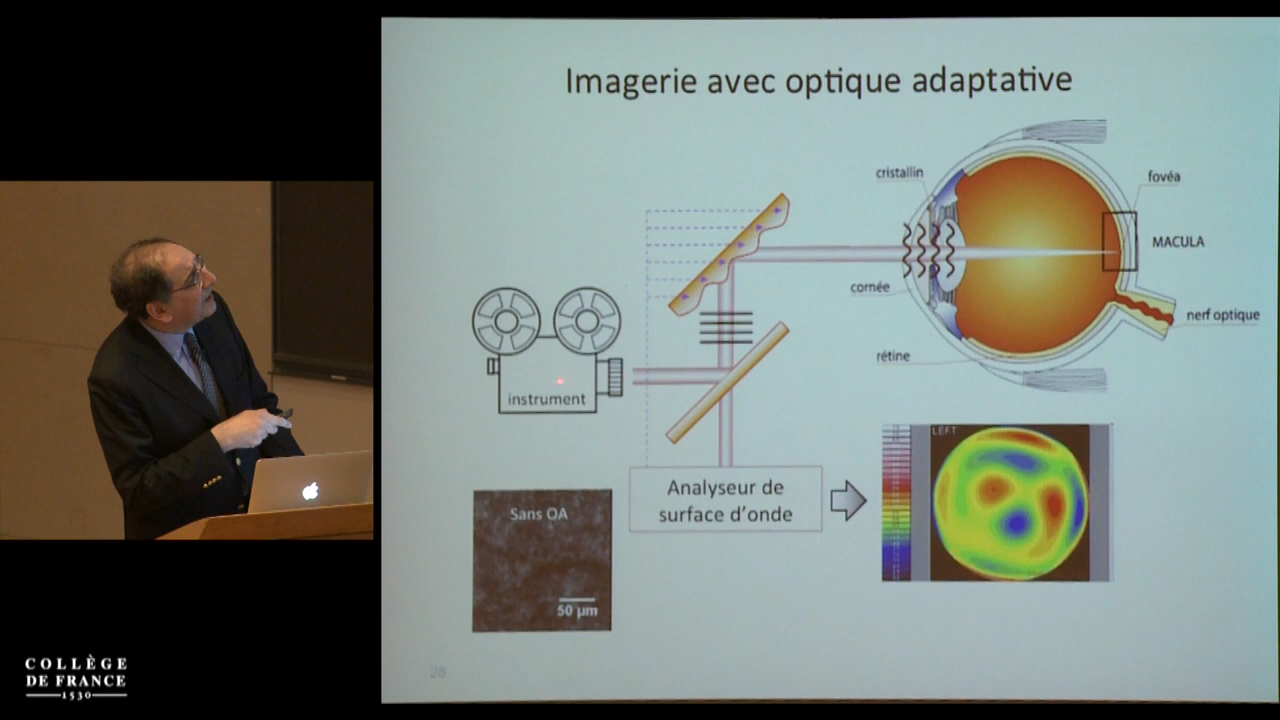 Imagerie avec optique adaptative
cristallin
fovéa
MACULA
cornée
nerf optique
rétine
instrument
LEFT
Analyseur de
surface d'onde
Sans OA
50 µm
28
COLLÈGE
DE FRANCE
1530